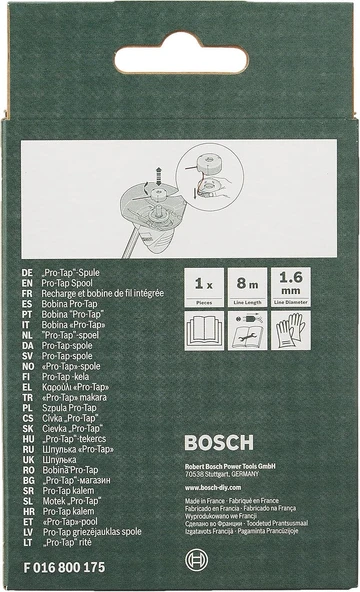 DE „Pro-Tap"-Spule
EN Pro-Tap Spool
FR Recharge et bobine de fil intégrée
ES Bobina Pro-Tap
PT Bobina "Pro-Tap"
IT Bobina «Pro-Tap»
NL "Pro-Tap"-spoel
DA Pro-Tap-spole
SV Pro-Tap-spole
NO «Pro-Tap»-spole
FI Pro-Tap -kela
EL Καρούλι «Pro-Tap»
TR «Pro-Tap» makara
PL Szpula Pro-Tap
CS Cívka „Pro-Tap"
SK Cievka „Pro-Tap"
HU „Pro-Tap"-tekercs
RU Шпулька «Pro-Tap»
UK Шпулька
RO Bobina Pro-Tap
BG „Pro-Tap"-магазин
SR Pro-Tap kalem
SL Motek „Pro-Tap"
HR Pro-Tap kalem
ET «Pro-Tap»-pool
LV Pro-Tap griezējauklas spole
LT „Pro-Tap" ritė
F 016 800 175
1 x
Pieces
8 m
Line Length
1.6
mm
Line Diameter
BOSCH
Robert Bosch Power Tools GmbH
70538 Stuttgart, GERMANY
www.bosch-diy.com
Made in France · Fabriqué en France
Fabricado en Francia · Fabricado na França
Wyprodukowano we Francji
Сделано во Франции · Toodetud Prantsusmaal
Izgatavots Francijā · Pagaminta Prancūzijoje